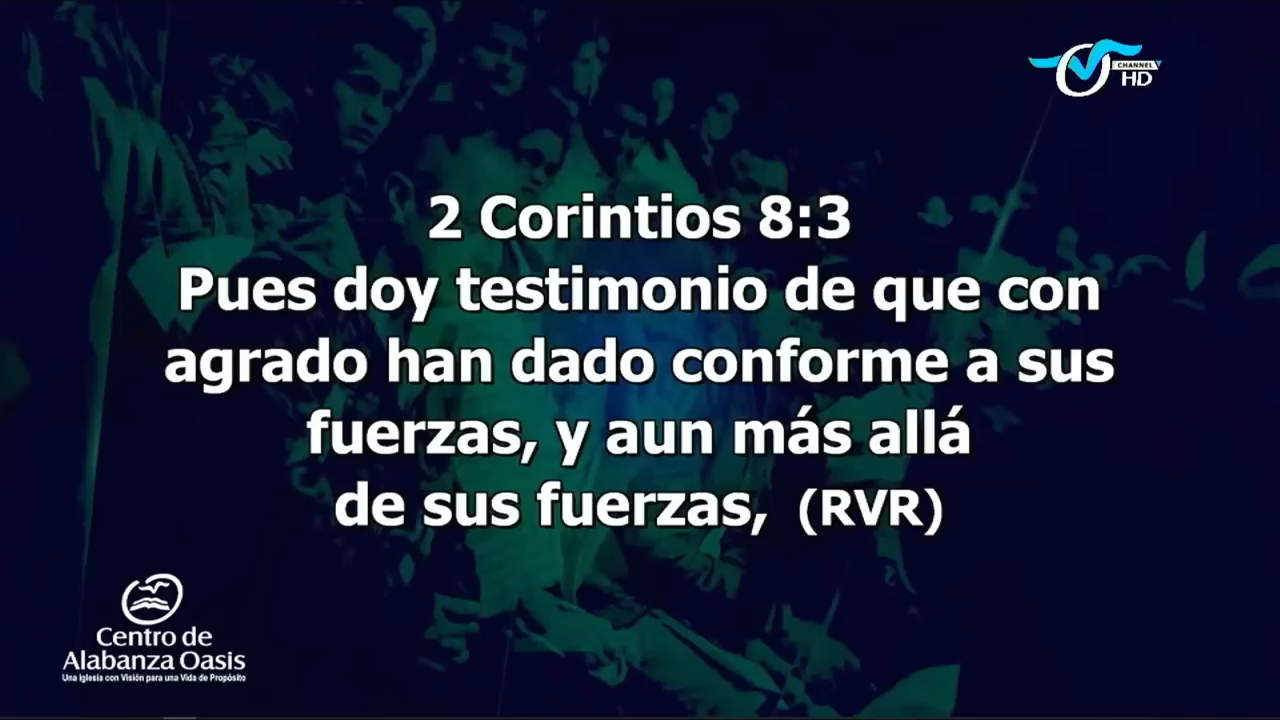 CHANNEL
HD
2 Corintios 8:3
Pues doy testimonio de que con
agrado han dado conforme a sus
fuerzas, y aun más allá
de sus fuerzas, (RVR)
Centro de
Alabanza Oasis
Una Iglesia con Visión para una Vida de Propósito